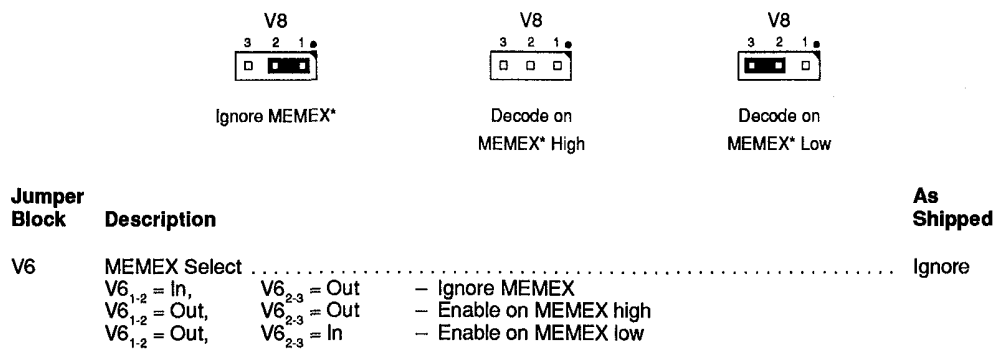 V8 V8 V8
3 2 1 3 2 1 3 2 1
Ignore MEMEX* Decode on Decode on
MEMEX* High MEMEX* Low
Jumper As
Block Description Shipped
V6 MEMEX Select . . . . . . . . . . . . . . . . . . . . . . . . . . . . . . . . . . . . . . . . . . . . . . . . . . . . . . . . . . Ignore
V6₁₋₂ = In, V6₂₋₃ = Out – Ignore MEMEX
V6₁₋₂ = Out, V6₂₋₃ = Out – Enable on MEMEX high
V6₁₋₂ = Out, V6₂₋₃ = In – Enable on MEMEX low